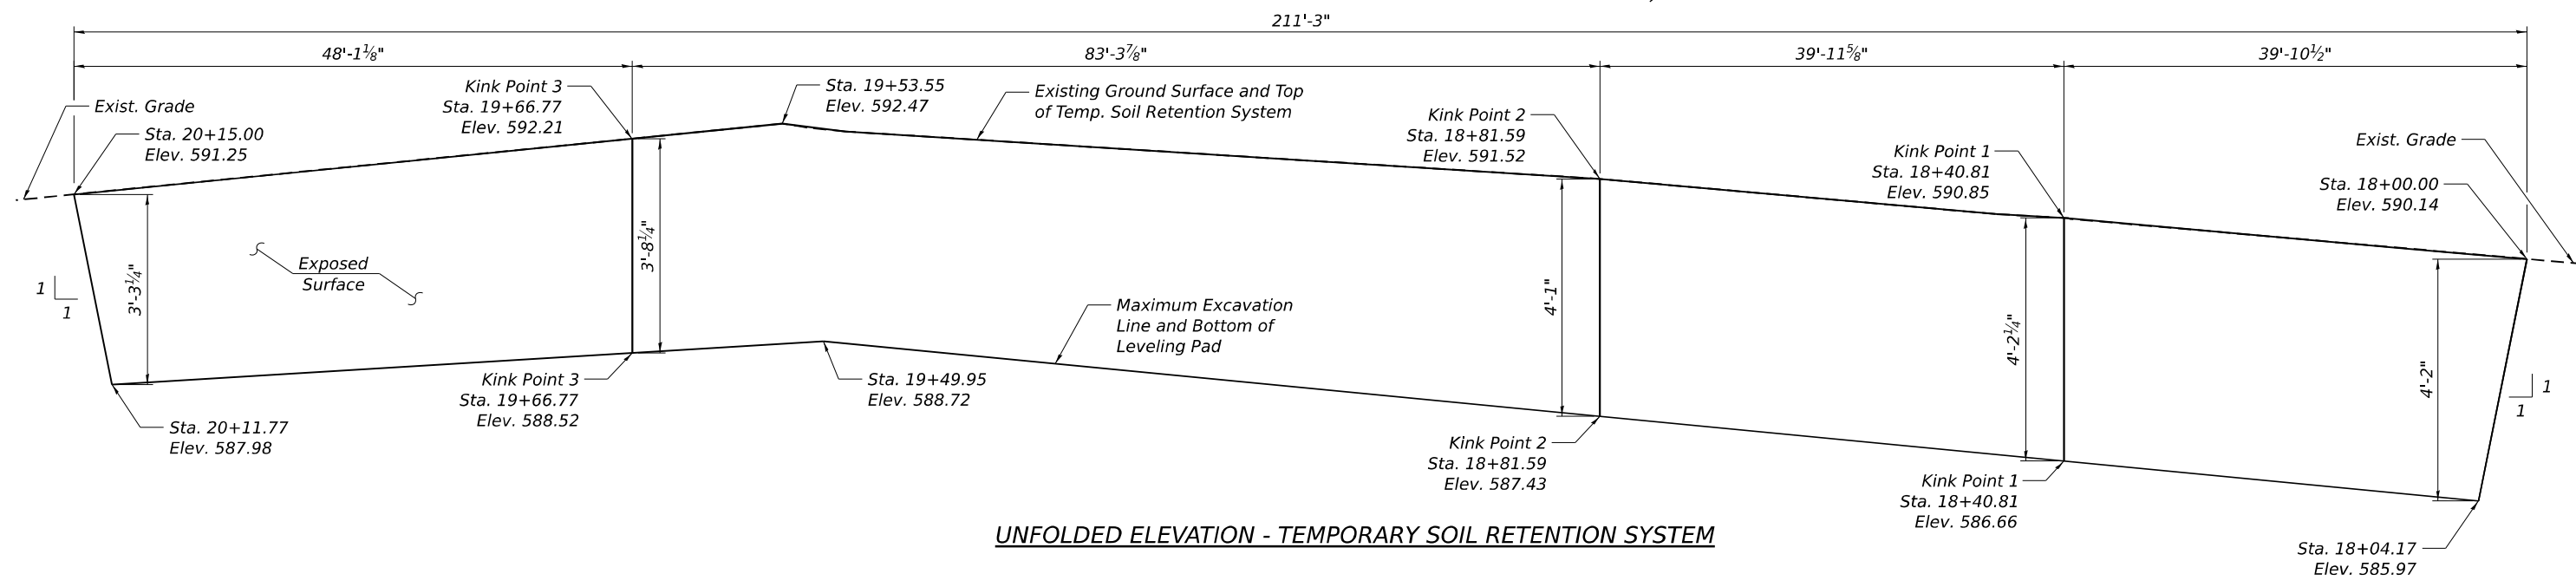 211'-3"
48'-1⅛"
83'-3⅞"
39'-11⅝"
39'-10½"
Exist. Grade
Sta. 20+15.00
Elev. 591.25
Kink Point 3
Sta. 19+66.77
Elev. 592.21
Sta. 19+53.55
Elev. 592.47
Existing Ground Surface and Top
of Temp. Soil Retention System
Kink Point 2
Sta. 18+81.59
Elev. 591.52
Kink Point 1
Sta. 18+40.81
Elev. 590.85
Exist. Grade
Sta. 18+00.00
Elev. 590.14
1
1
3'-3¼"
Exposed
Surface
3'-8¼"
Maximum Excavation
Line and Bottom of
Leveling Pad
4'-1"
4'-2¼"
4'-2"
1
1
Sta. 20+11.77
Elev. 587.98
Kink Point 3
Sta. 19+66.77
Elev. 588.52
Sta. 19+49.95
Elev. 588.72
Kink Point 2
Sta. 18+81.59
Elev. 587.43
Kink Point 1
Sta. 18+40.81
Elev. 586.66
Sta. 18+04.17
Elev. 585.97
UNFOLDED ELEVATION - TEMPORARY SOIL RETENTION SYSTEM